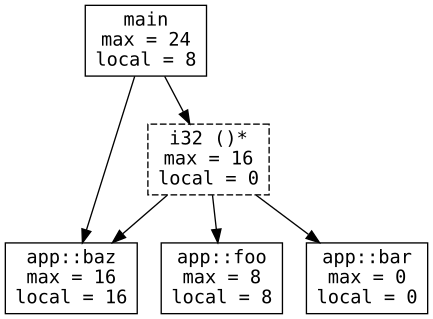 main
max = 24
local = 8
i32 ()*
max = 16
local = 0
app::baz
max = 16
local = 16
app::foo
max = 8
local = 8
app::bar
max = 0
local = 0